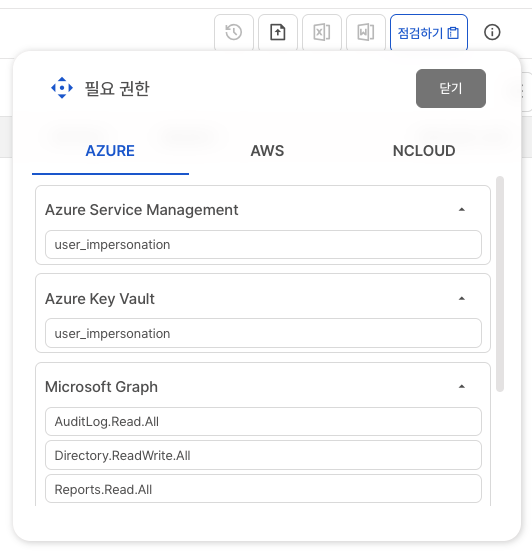 점검하기
필요 권한
닫기
AZURE AWS NCLOUD
Azure Service Management
user_impersonation
Azure Key Vault
user_impersonation
Microsoft Graph
AuditLog.Read.All
Directory.ReadWrite.All
Reports.Read.All